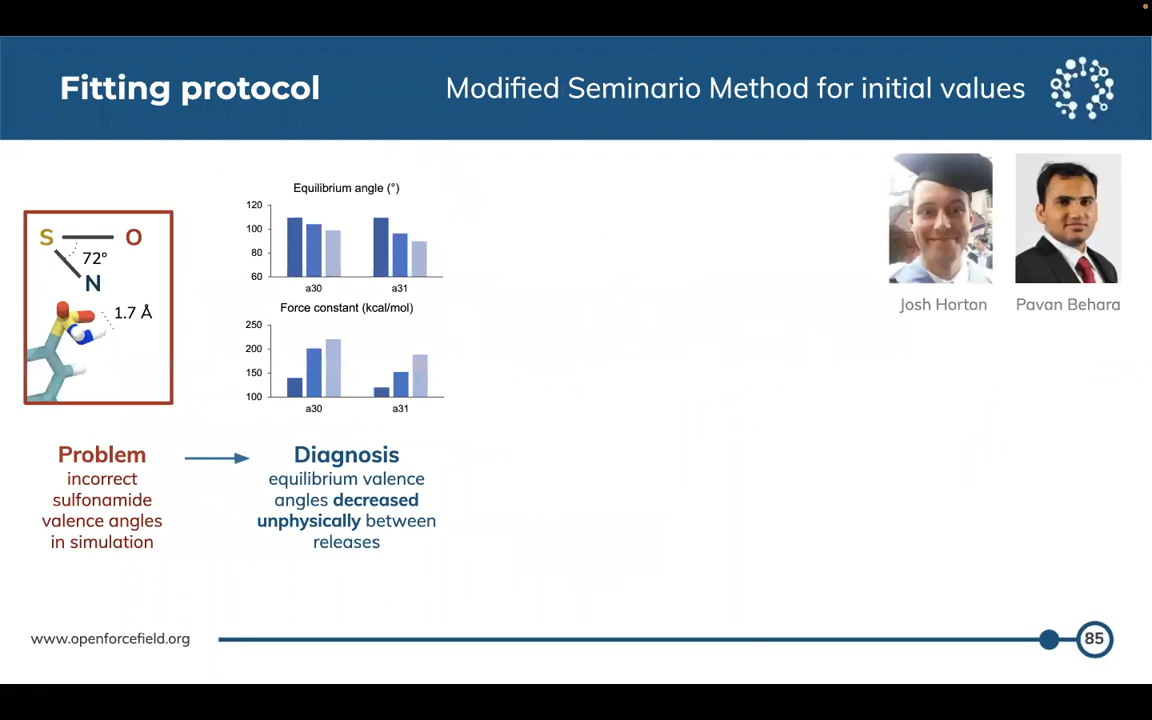 Fitting protocol
Modified Seminario Method for initial values
S
O
72°
N
1.7 Å
Equilibrium angle (°)
120
100
80
60
a30
a31
Force constant (kcal/mol)
250
200
150
100
a30
a31
Josh Horton
Pavan Behara
Problem
incorrect
sulfonamide
valence angles
in simulation
Diagnosis
equilibrium valence
angles decreased
unphysically between
releases
www.openforcefield.org
85